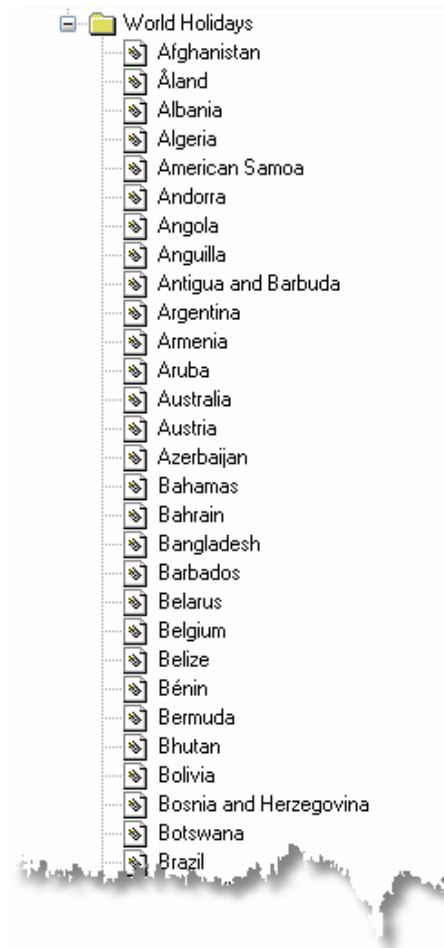 World Holidays
Afghanistan
Åland
Albania
Algeria
American Samoa
Andorra
Angola
Anguilla
Antigua and Barbuda
Argentina
Armenia
Aruba
Australia
Austria
Azerbaijan
Bahamas
Bahrain
Bangladesh
Barbados
Belarus
Belgium
Belize
Bénin
Bermuda
Bhutan
Bolivia
Bosnia and Herzegovina
Botswana
Brazil